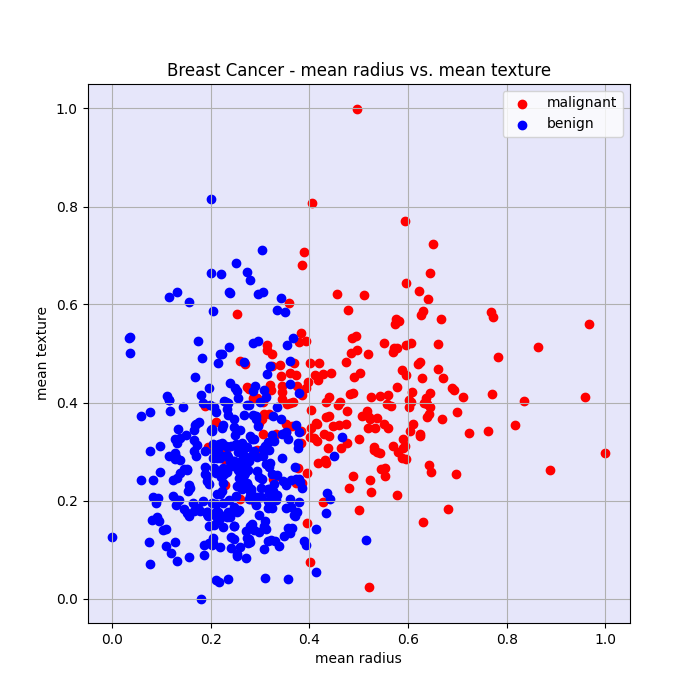 Breast Cancer - mean radius vs. mean texture
malignant
benign
1.0
0.8
0.6
0.4
0.2
0.0
mean texture
0.0 0.2 0.4 0.6 0.8 1.0
mean radius